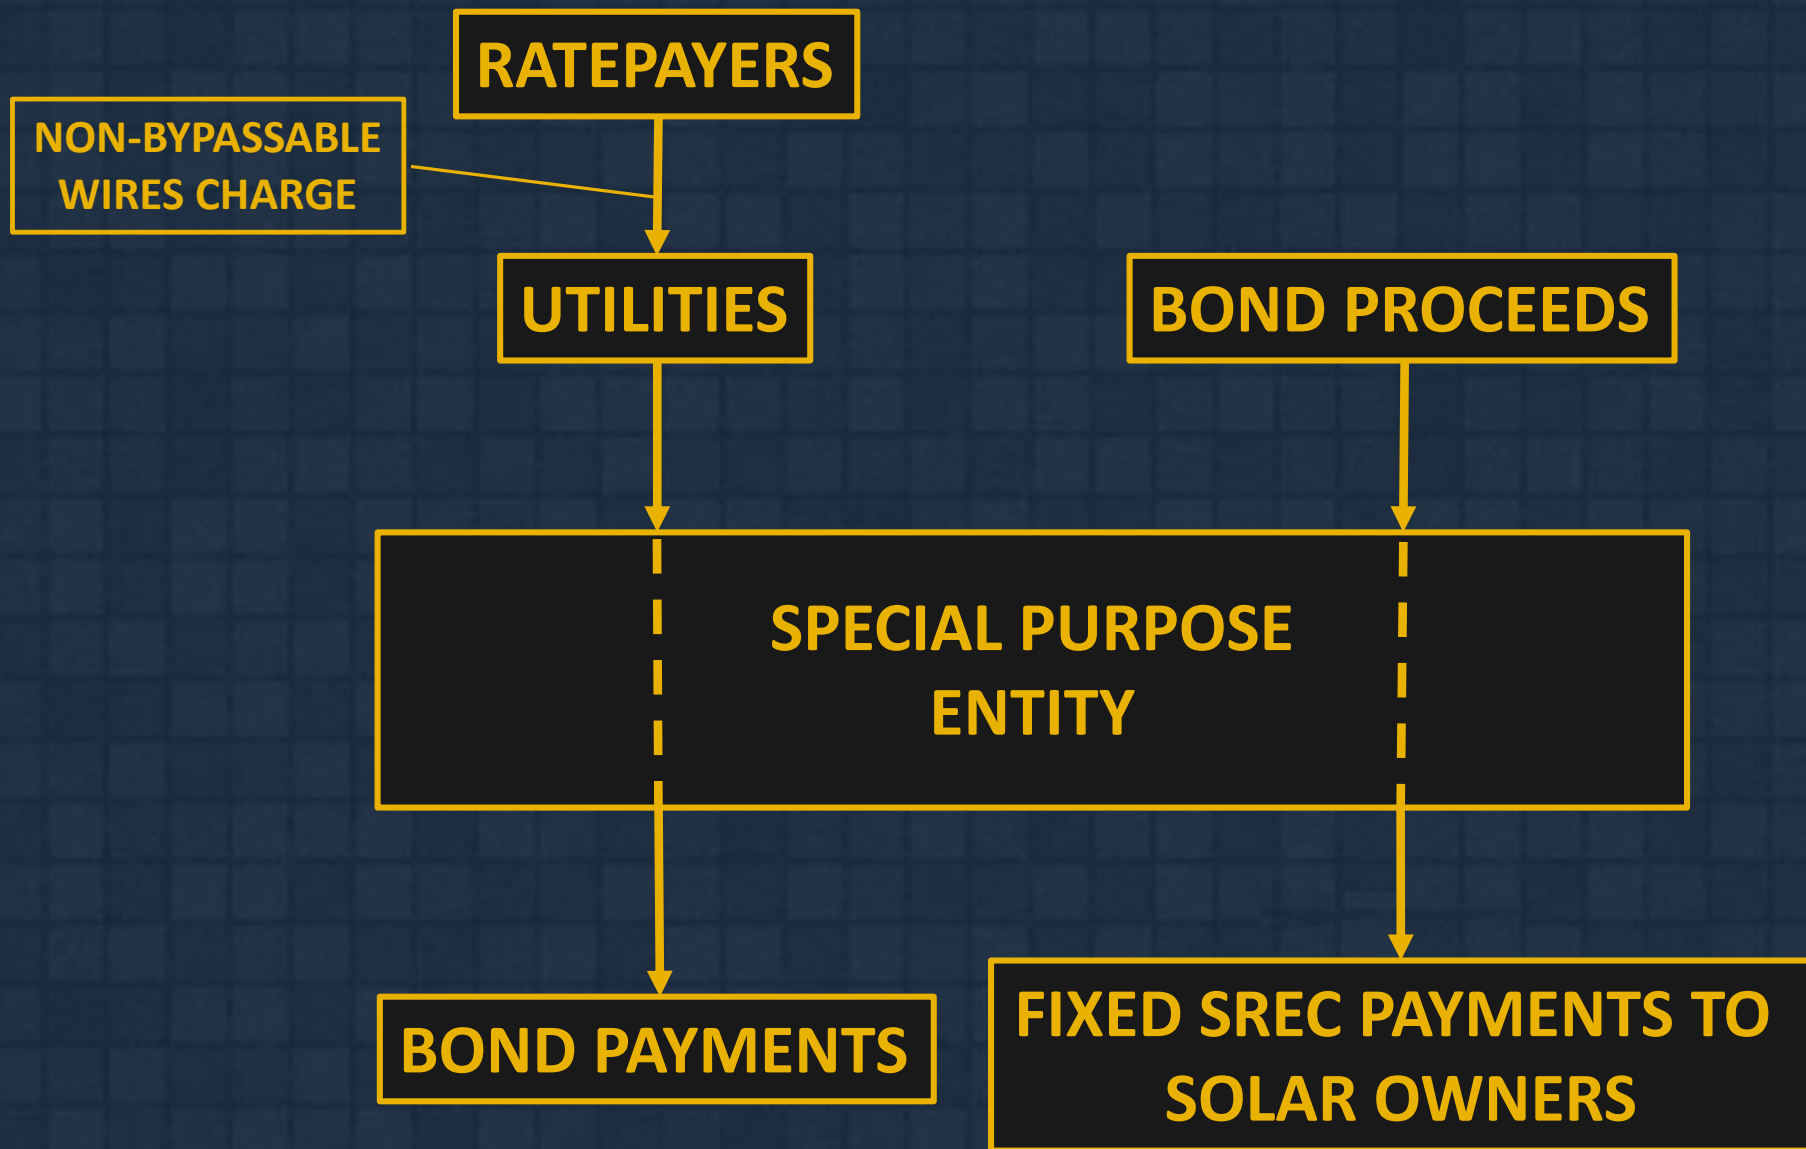 RATEPAYERS
NON-BYPASSABLE
WIRES CHARGE
UTILITIES
BOND PROCEEDS
SPECIAL PURPOSE
ENTITY
BOND PAYMENTS
FIXED SREC PAYMENTS TO
SOLAR OWNERS